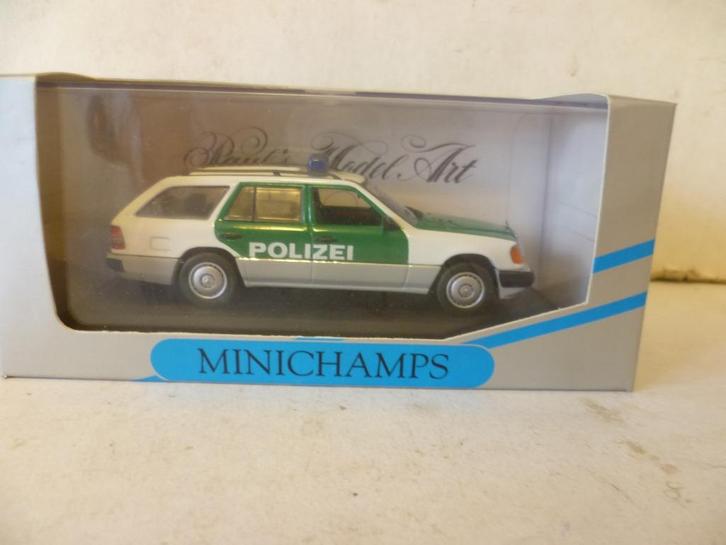 Paul's Model Art
POLIZEI
MINICHAMPS